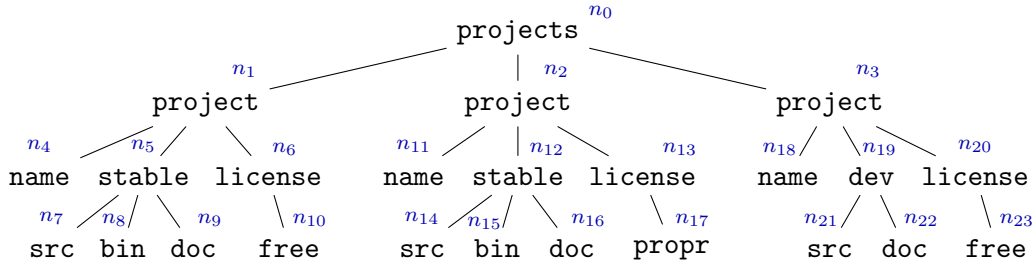 n0
projects
n1 n2 n3
project project project
n4 n5 n6 n11 n12 n13 n18 n19 n20
name stable license name stable license name dev license
n7 n8 n9 n10 n14 n15 n16 n17 n21 n22 n23
src bin doc free src bin doc propr src doc free